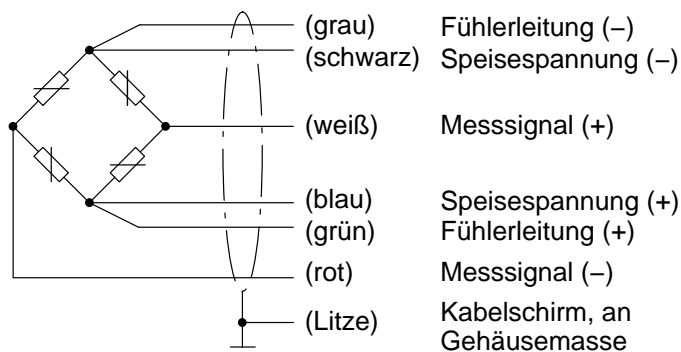 (grau) Fühlerleitung (−)
(schwarz) Speisespannung (−)
(weiß) Messsignal (+)
(blau) Speisespannung (+)
(grün) Fühlerleitung (+)
(rot) Messsignal (−)
(Litze) Kabelschirm, an
Gehäusemasse